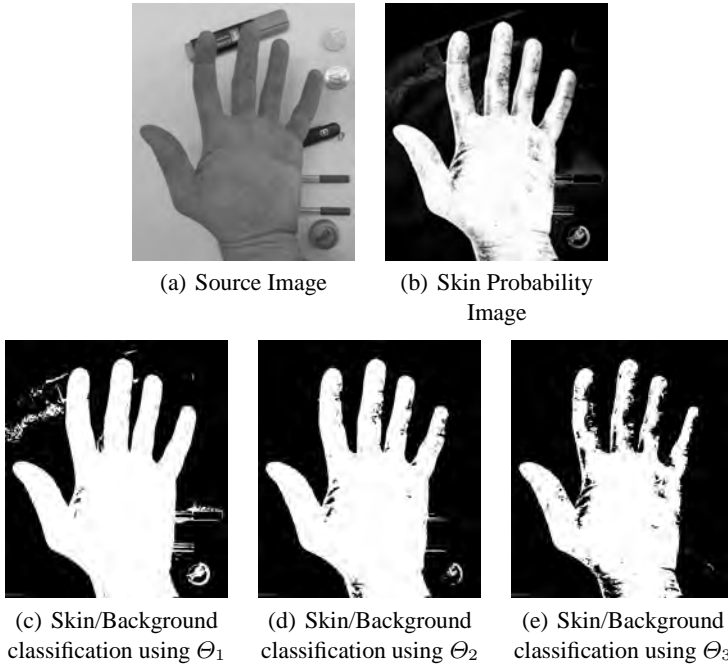 (a) Source Image
(b) Skin Probability
Image
(c) Skin/Background
classification using Θ1
(d) Skin/Background
classification using Θ2
(e) Skin/Background
classification using Θ3